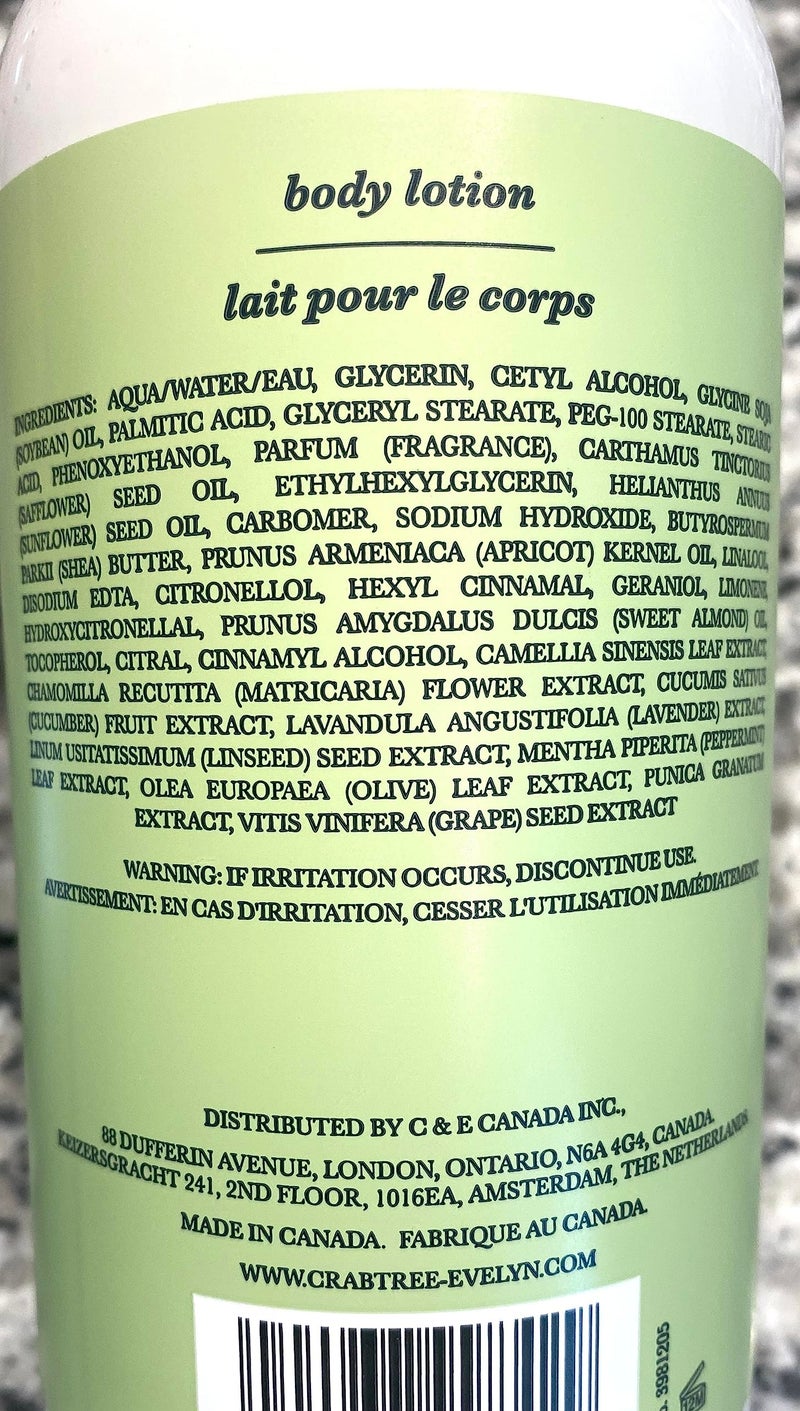 body lotion
lait pour le corps
INGREDIENTS: AQUA/WATER/EAU, GLYCERIN, CETYL ALCOHOL, GLYCINE SOJA
(SOYBEAN) OIL, PALMITIC ACID, GLYCERYL STEARATE, PEG-100 STEARATE, STEARIC
ACID, PHENOXYETHANOL, PARFUM (FRAGRANCE), CARTHAMUS TINCTORIUS
(SAFFLOWER) SEED OIL, ETHYLHEXYLGLYCERIN, HELIANTHUS ANNUUS
(SUNFLOWER) SEED OIL, CARBOMER, SODIUM HYDROXIDE, BUTYROSPERMUM
PARKII (SHEA) BUTTER, PRUNUS ARMENIACA (APRICOT) KERNEL OIL, LINALOOL,
DISODIUM EDTA, CITRONELLOL, HEXYL CINNAMAL, GERANIOL, LIMONENE,
HYDROXYCITRONELLAL, PRUNUS AMYGDALUS DULCIS (SWEET ALMOND) OIL,
TOCOPHEROL, CITRAL, CINNAMYL ALCOHOL, CAMELLIA SINENSIS LEAF EXTRACT,
CHAMOMILLA RECUTITA (MATRICARIA) FLOWER EXTRACT, CUCUMIS SATIVUS
(CUCUMBER) FRUIT EXTRACT, LAVANDULA ANGUSTIFOLIA (LAVENDER) EXTRACT,
LINUM USITATISSIMUM (LINSEED) SEED EXTRACT, MENTHA PIPERITA (PEPPERMINT)
LEAF EXTRACT, OLEA EUROPAEA (OLIVE) LEAF EXTRACT, PUNICA GRANATUM
EXTRACT, VITIS VINIFERA (GRAPE) SEED EXTRACT
WARNING: IF IRRITATION OCCURS, DISCONTINUE USE.
AVERTISSEMENT: EN CAS D'IRRITATION, CESSER L'UTILISATION IMMÉDIATEMENT.
DISTRIBUTED BY C & E CANADA INC.,
88 DUFFERIN AVENUE, LONDON, ONTARIO, N6A 4G4, CANADA.
KEIZERSGRACHT 241, 2ND FLOOR, 1016EA, AMSTERDAM, THE NETHERLANDS.
MADE IN CANADA. FABRIQUE AU CANADA.
WWW.CRABTREE-EVELYN.COM
3981205
12M